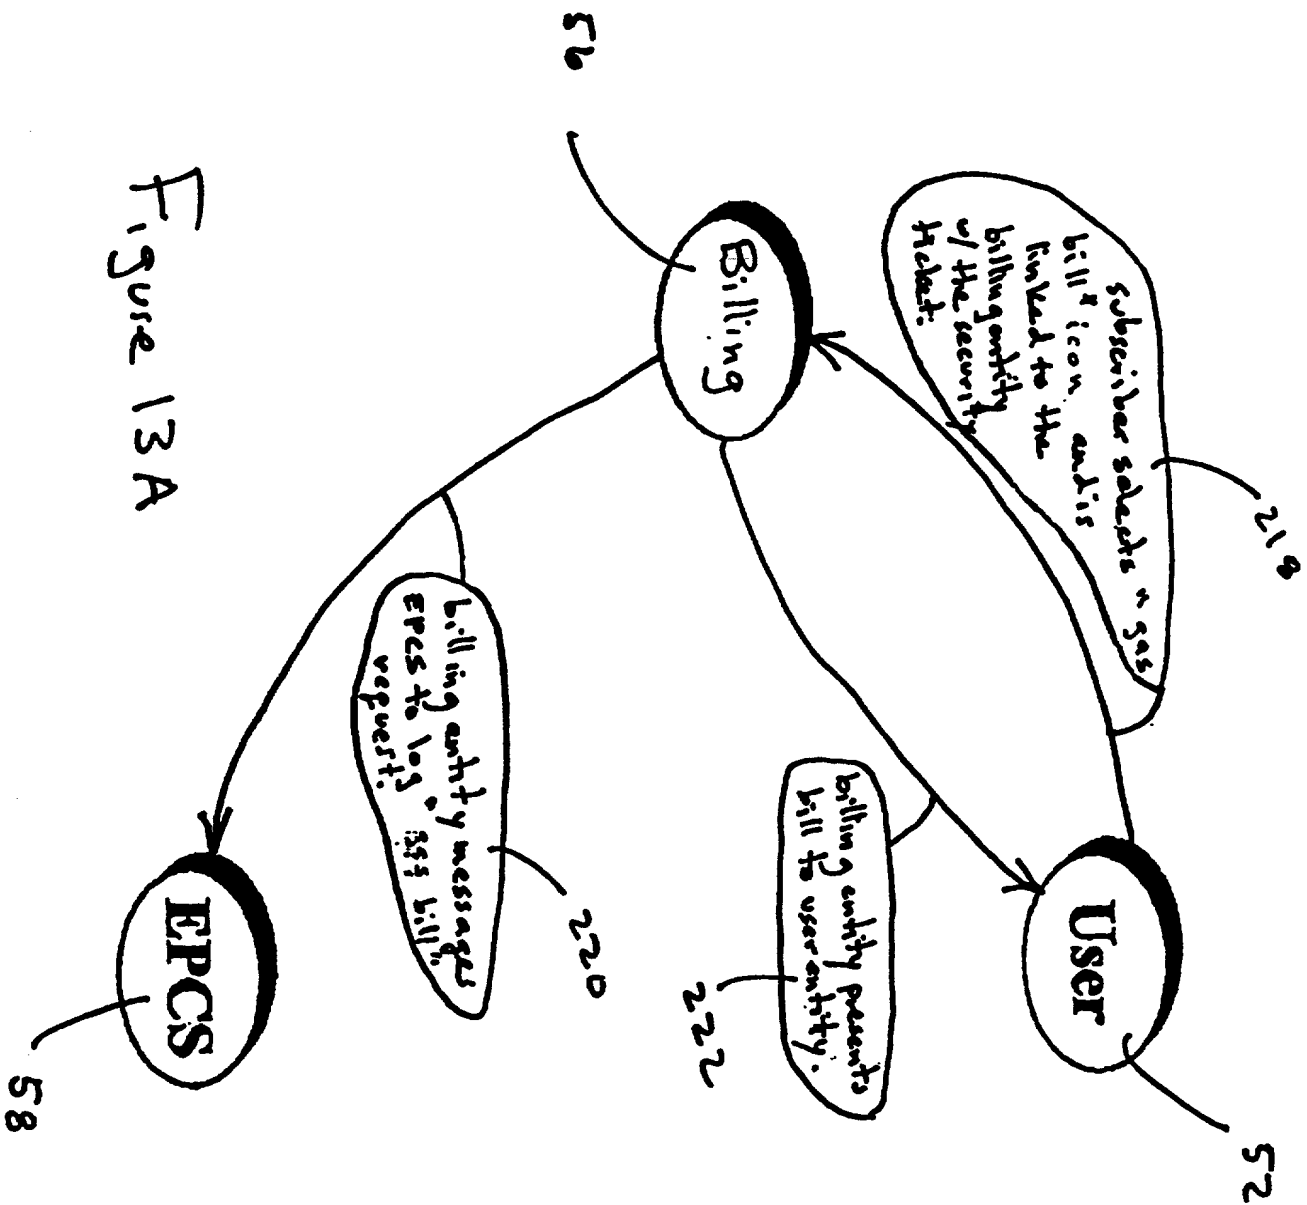 218
52
subscriber selects "gas
bill" icon and is
linked to the
billing entity
w/ the security
ticket.
User
Billing
billing entity presents
bill to user entity.
222
56
220
billing entity messages
EPCS to log " bill"
request.
EPCS
58
Figure 13A